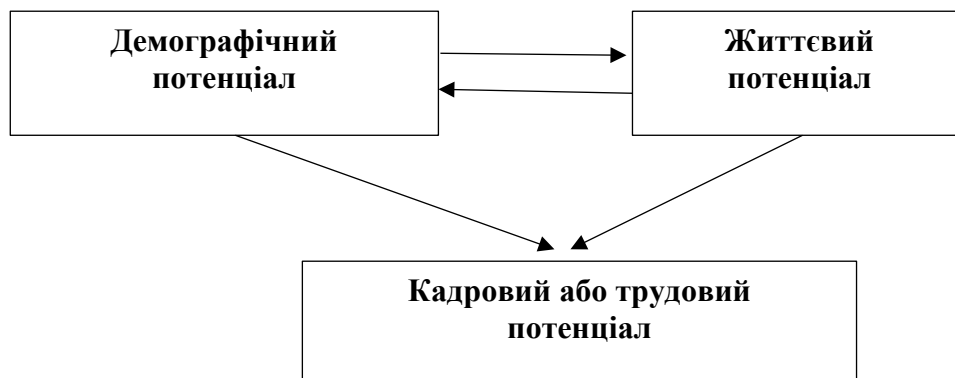 Демографічний
потенціал
Життєвий
потенціал
Кадровий або трудовий
потенціал